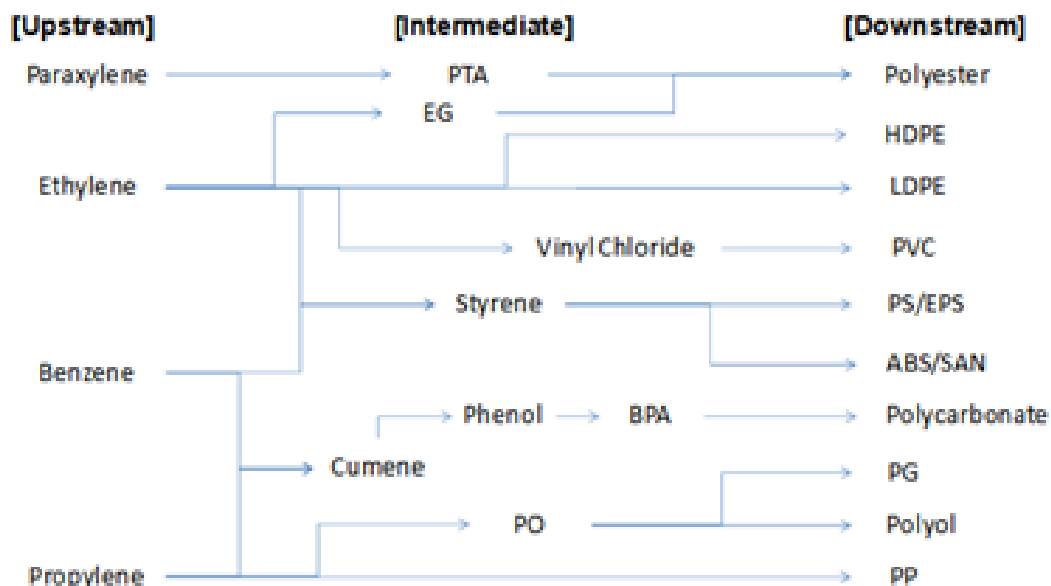 [Upstream] [Intermediate] [Downstream]
Paraxylene PTA Polyester
EG
HDPE
Ethylene LDPE
Vinyl Chloride PVC
Styrene PS/EPS
ABS/SAN
Benzene
Phenol BPA Polycarbonate
Cumene
PG
PO Polyol
Propylene PP